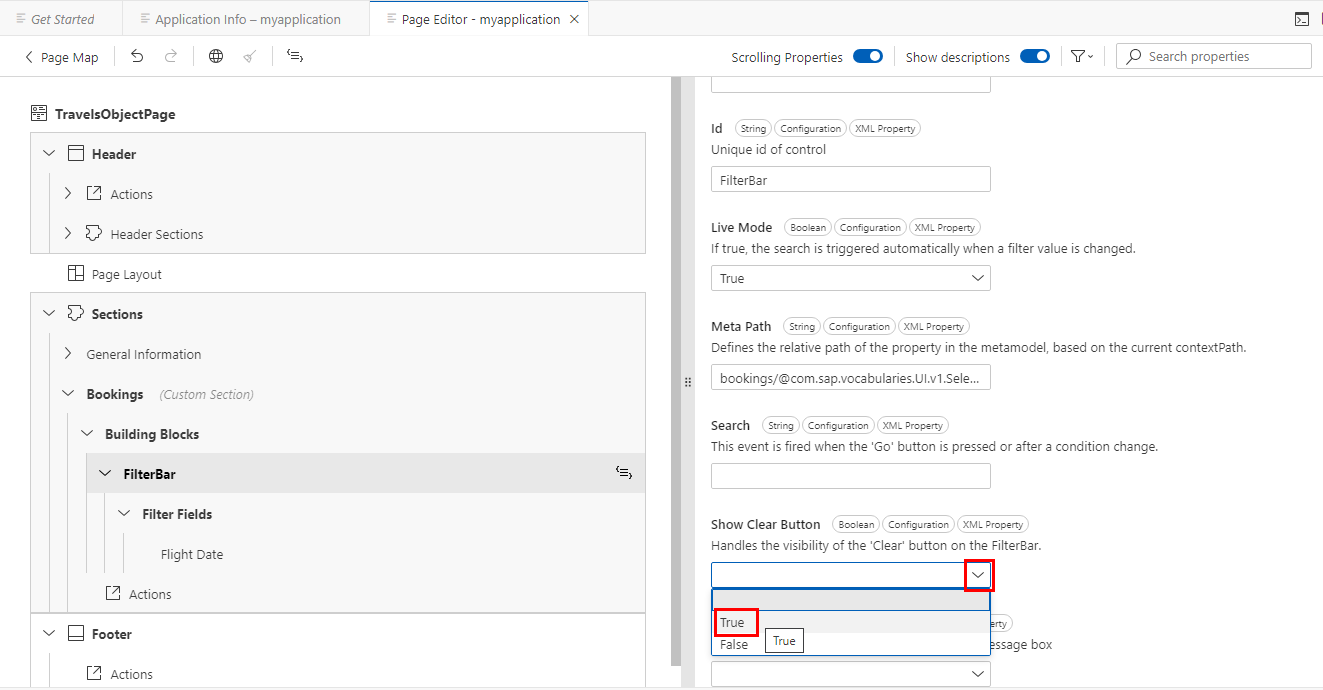 Get Started
Application Info – myapplication
Page Editor - myapplication
Page Map
Scrolling Properties
Show descriptions
Search properties
TravelsObjectPage
Header
Actions
Header Sections
Page Layout
Sections
General Information
Bookings (Custom Section)
Building Blocks
FilterBar
Filter Fields
Flight Date
Actions
Footer
Actions
Id String Configuration XML Property
Unique id of control
FilterBar
Live Mode Boolean Configuration XML Property
If true, the search is triggered automatically when a filter value is changed.
True
Meta Path String Configuration XML Property
Defines the relative path of the property in the metamodel, based on the current contextPath.
bookings/@com.sap.vocabularies.UI.v1.Sele...
Search String Configuration XML Property
This event is fired when the 'Go' button is pressed or after a condition change.
Show Clear Button Boolean Configuration XML Property
Handles the visibility of the 'Clear' button on the FilterBar.
True
False
True
box